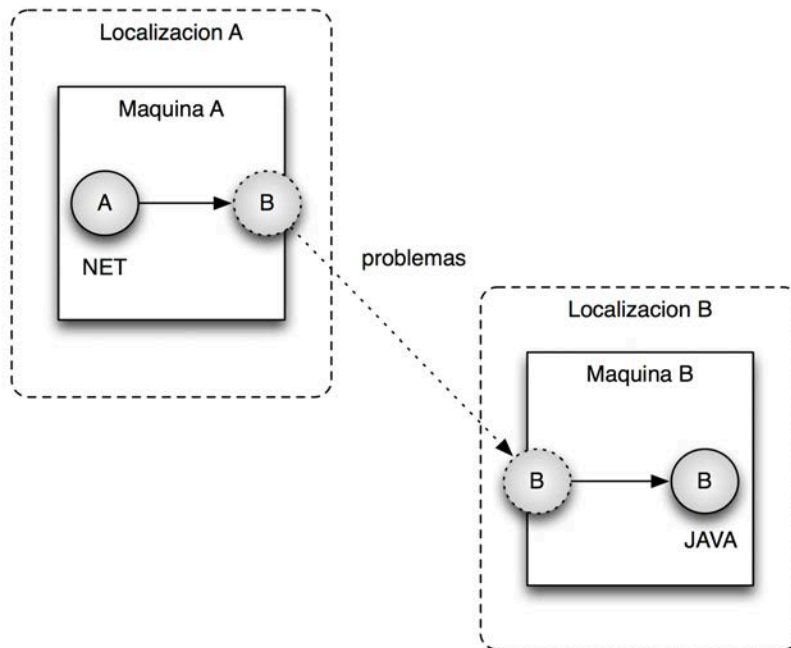 Localizacion A
Maquina A
A
B
NET
problemas
Localizacion B
Maquina B
B
B
JAVA